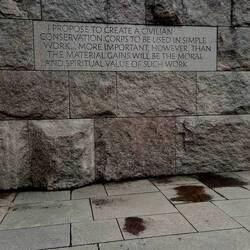 I PROPOSE TO CREATE A CIVILIAN
CONSERVATION CORPS TO BE USED IN SIMPLE
WORK... MORE IMPORTANT, HOWEVER, THAN
THE MATERIAL GAINS WILL BE THE MORAL
AND SPIRITUAL VALUE OF SUCH WORK.